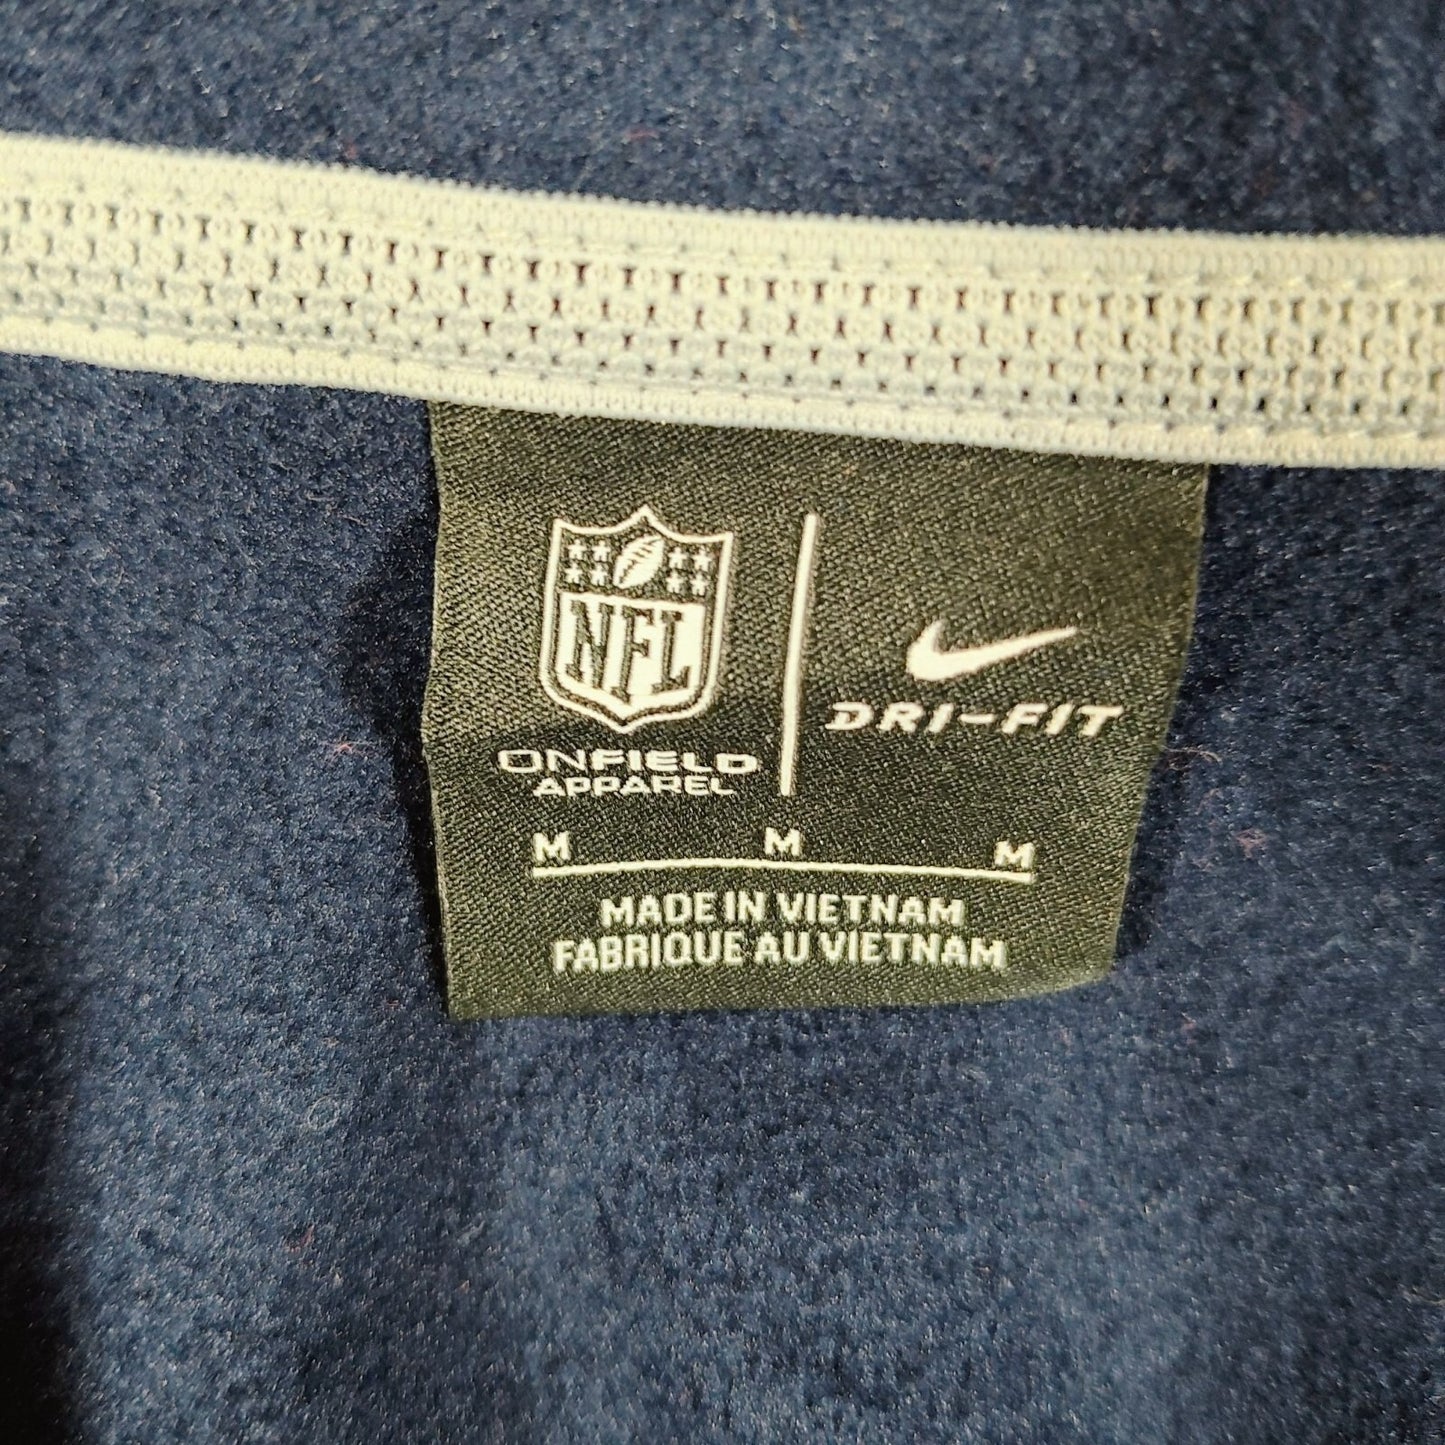 NFL
ONFIELD
APPAREL
DRI-FIT
M M M
MADE IN VIETNAM
FABRIQUE AU VIETNAM